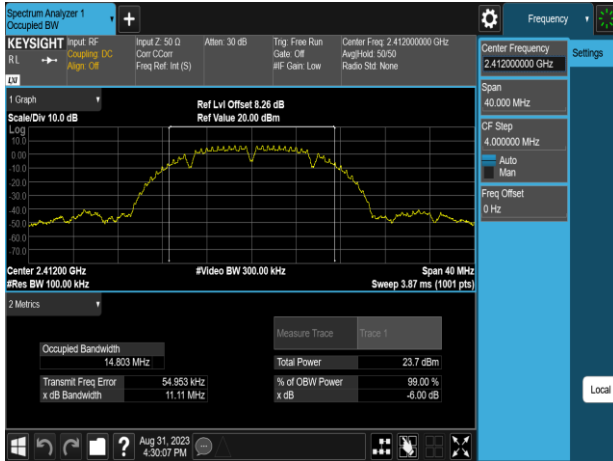 Spectrum Analyzer 1
Occupied BW
+
Frequency
KEYSIGHT
RL
LXI
Input: RF
Coupling: DC
Align: Off
Input Z: 50 Ω
Corr CCorr
Freq Ref: Int (S)
Atten: 30 dB
Trig: Free Run
Gate: Off
#IF Gain: Low
Center Freq: 2.412000000 GHz
Avg|Hold: 50/50
Radio Std: None
Center Frequency
2.412000000 GHz
Settings
Span
40.000 MHz
CF Step
4.000000 MHz
Auto
Man
Freq Offset
0 Hz
Local
1 Graph
Scale/Div 10.0 dB
Ref Lvl Offset 8.26 dB
Ref Value 20.00 dBm
Log
10.0
0.00
-10.0
-20.0
-30.0
-40.0
-50.0
-60.0
-70.0
Center 2.41200 GHz
#Video BW 300.00 kHz
Span 40 MHz
#Res BW 100.00 kHz
Sweep 3.87 ms (1001 pts)
2 Metrics
Measure Trace
Trace 1
Occupied Bandwidth
14.803 MHz
Total Power
23.7 dBm
Transmit Freq Error
54.953 kHz
% of OBW Power
99.00 %
x dB Bandwidth
11.11 MHz
x dB
-6.00 dB
?
Aug 31, 2023
4:30:07 PM